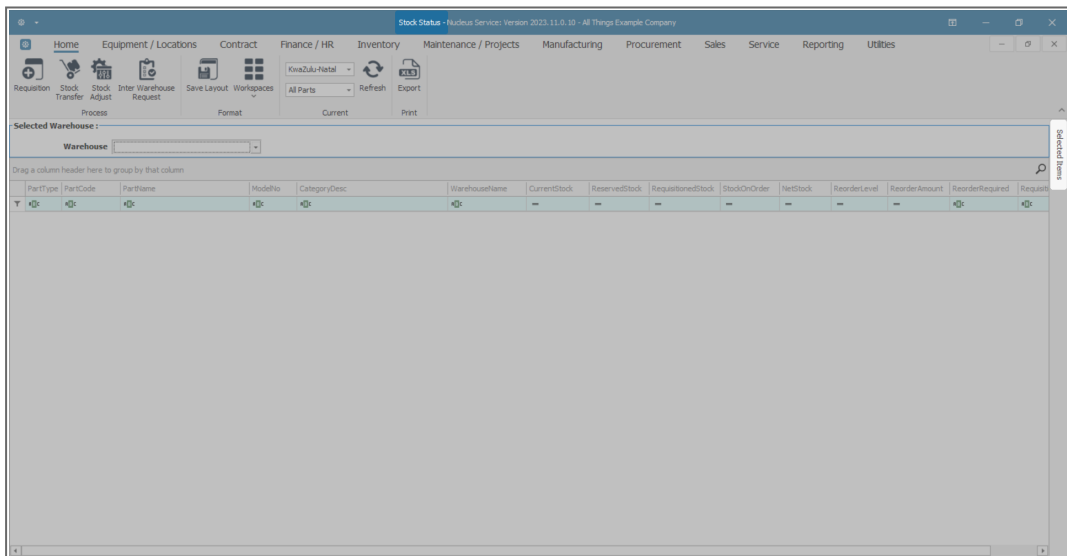 Stock Status - Nucleus Service: Version 2023.11.0.10 - All Things Example Company
Home Equipment / Locations Contract Finance / HR Inventory Maintenance / Projects Manufacturing Procurement Sales Service Reporting Utilities
Requisition Stock Transfer Stock Adjust Inter Warehouse Request Save Layout Workspaces KwaZulu-Natal All Parts Refresh XLS Export
Process Format Current Print
Selected Warehouse :
Warehouse
Selected Items
Drag a column header here to group by that column
PartType PartCode PartName ModelNo CategoryDesc WarehouseName CurrentStock ReservedStock RequisitionedStock StockOnOrder NetStock ReorderLevel ReorderAmount ReorderRequired Requisiti